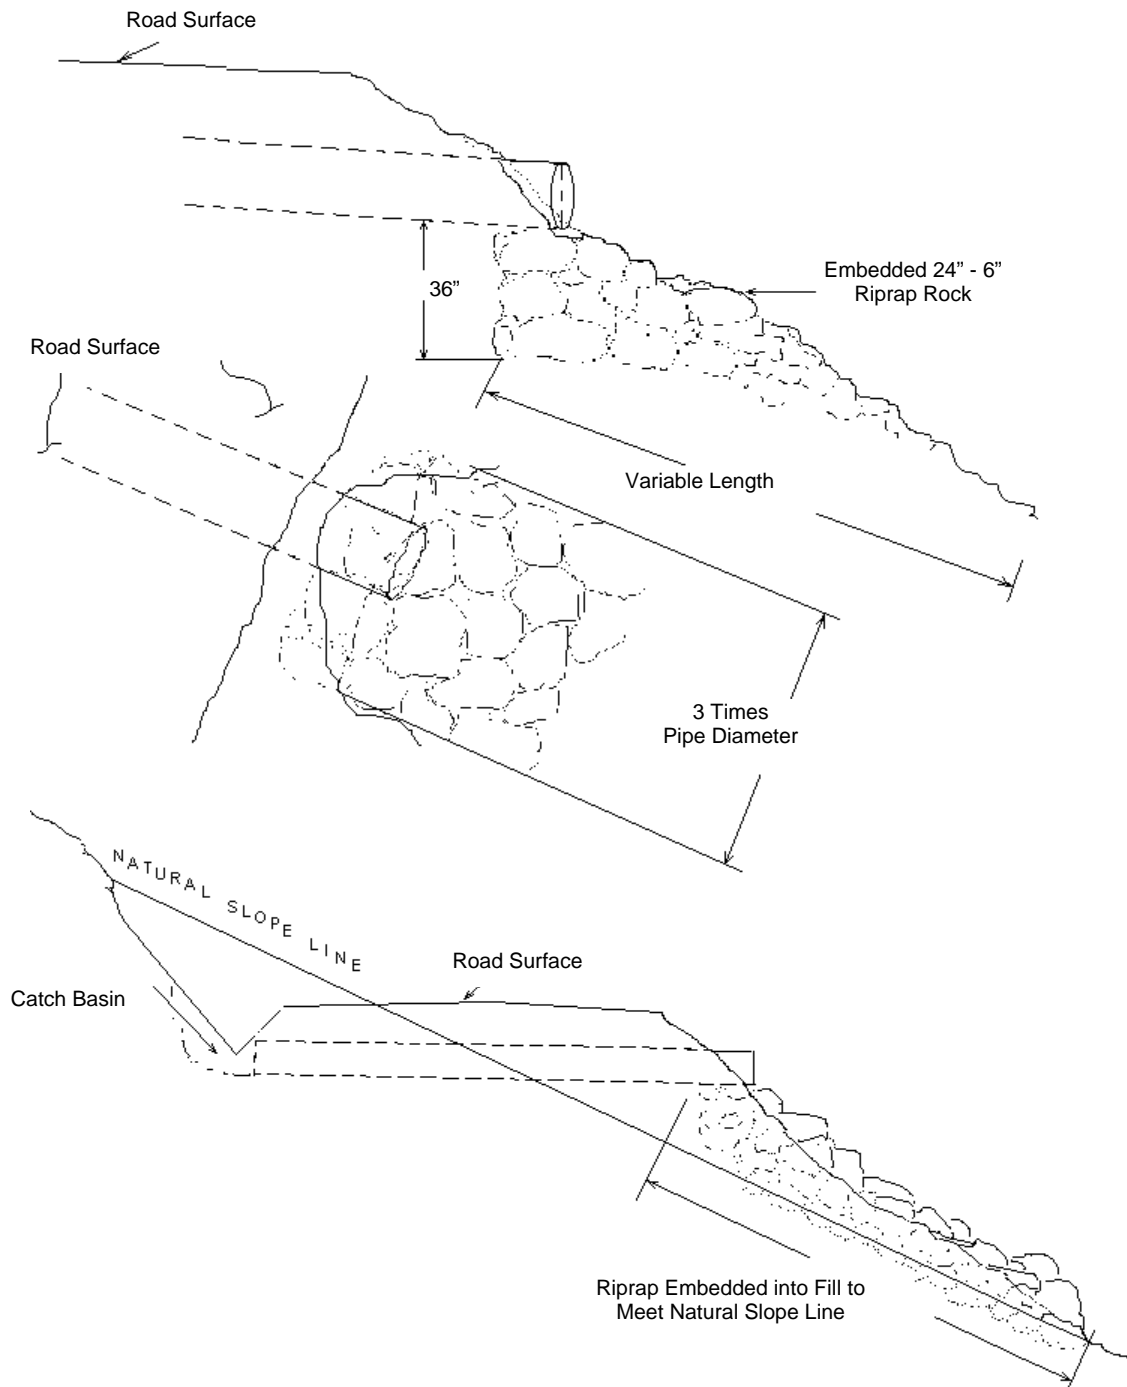 Road Surface
Embedded 24” - 6”
Riprap Rock
36”
Road Surface
Variable Length
3 Times
Pipe Diameter
NATURAL SLOPE LINE
Road Surface
Catch Basin
Riprap Embedded into Fill to
Meet Natural Slope Line